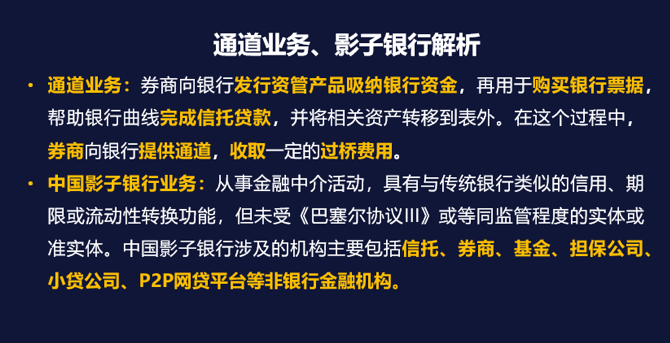 通道业务、影子银行解析
• 通道业务：券商向银行发行资管产品吸纳银行资金，再用于购买银行票据，
帮助银行曲线完成信托贷款，并将相关资产转移到表外。在这个过程中，
券商向银行提供通道，收取一定的过桥费用。
• 中国影子银行业务：从事金融中介活动，具有与传统银行类似的信用、期
限或流动性转换功能，但未受《巴塞尔协议III》或等同监管程度的实体或
准实体。中国影子银行涉及的机构主要包括信托、券商、基金、担保公司、
小贷公司、P2P网贷平台等非银行金融机构。